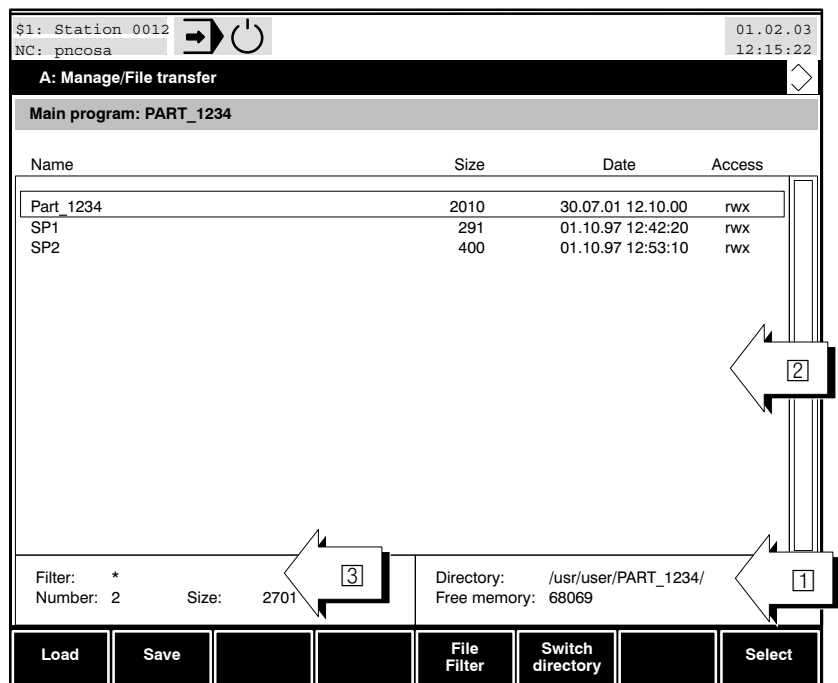 $1: Station 0012 01.02.03
NC: pncosa 12:15:22
A: Manage/File transfer
Main program: PART_1234
Name Size Date Access
Part_1234 2010 30.07.01 12.10.00 rwx
SP1 291 01.10.97 12:42:20 rwx
SP2 400 01.10.97 12:53:10 rwx
2
Filter: * 3 Directory: /usr/user/PART_1234/ 1
Number: 2 Size: 2701 Free memory: 68069
Load Save File Filter Switch directory Select